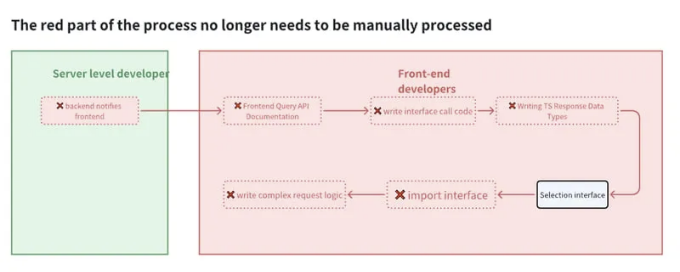 The red part of the process no longer needs to be manually processed
Server level developer
Front-end
developers
❌backend notifies
frontend
❌Frontend Query API
Documentation
❌write interface call code
❌Writing TS Response Data
Types
❌write complex request logic
❌import interface
Selection interface